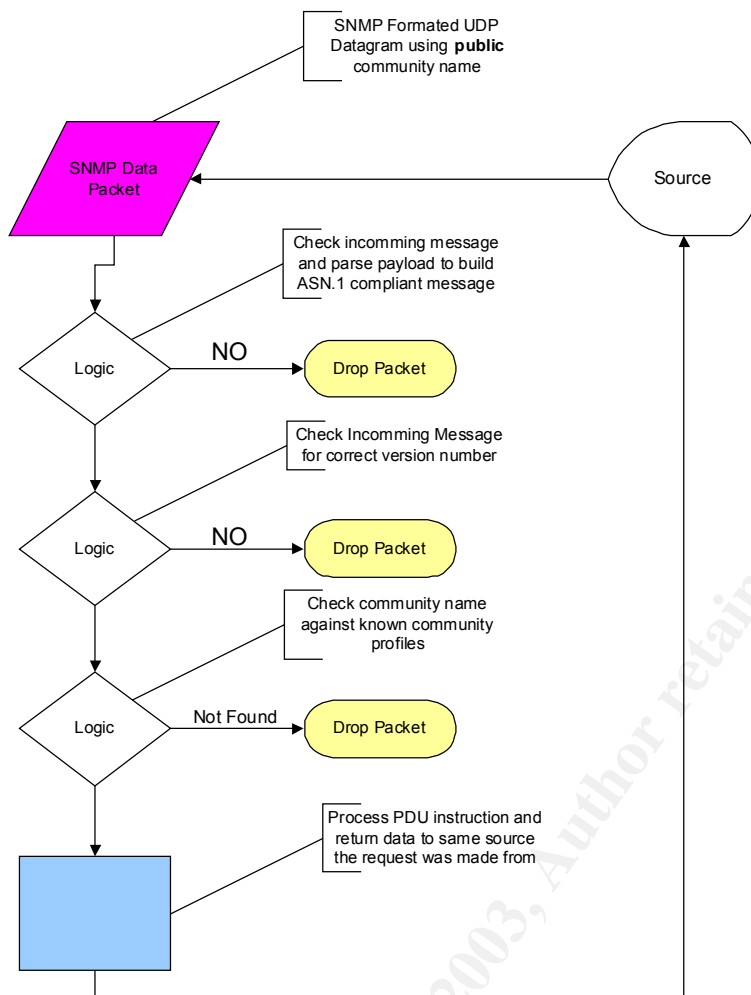 SNMP Formated UDP
Datagram using public
community name
SNMP Data
Packet
Source
Check incomming message
and parse payload to build
ASN.1 compliant message
Logic
NO
Drop Packet
Check Incomming Message
for correct version number
Logic
NO
Drop Packet
Check community name
against known community
profiles
Logic
Not Found
Drop Packet
Process PDU instruction and
return data to same source
the request was made from
2003, Author retain